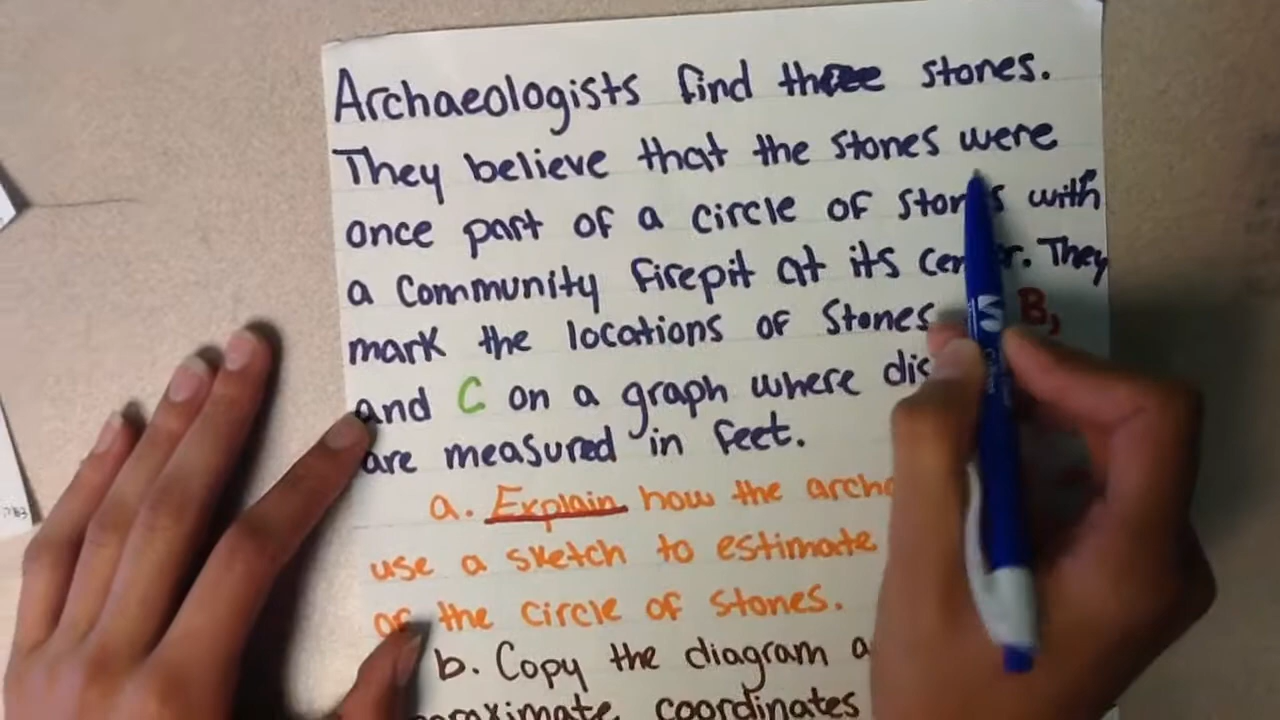 Archaeologists find three stones.
They believe that the stones were
once part of a circle of stones with
a community firepit at its center. They
mark the locations of Stones B,
and C on a graph where
are measured in feet.
a. Explain how the
use a sketch to estimate
of the circle of stones.
b. Copy the diagram
coordinates